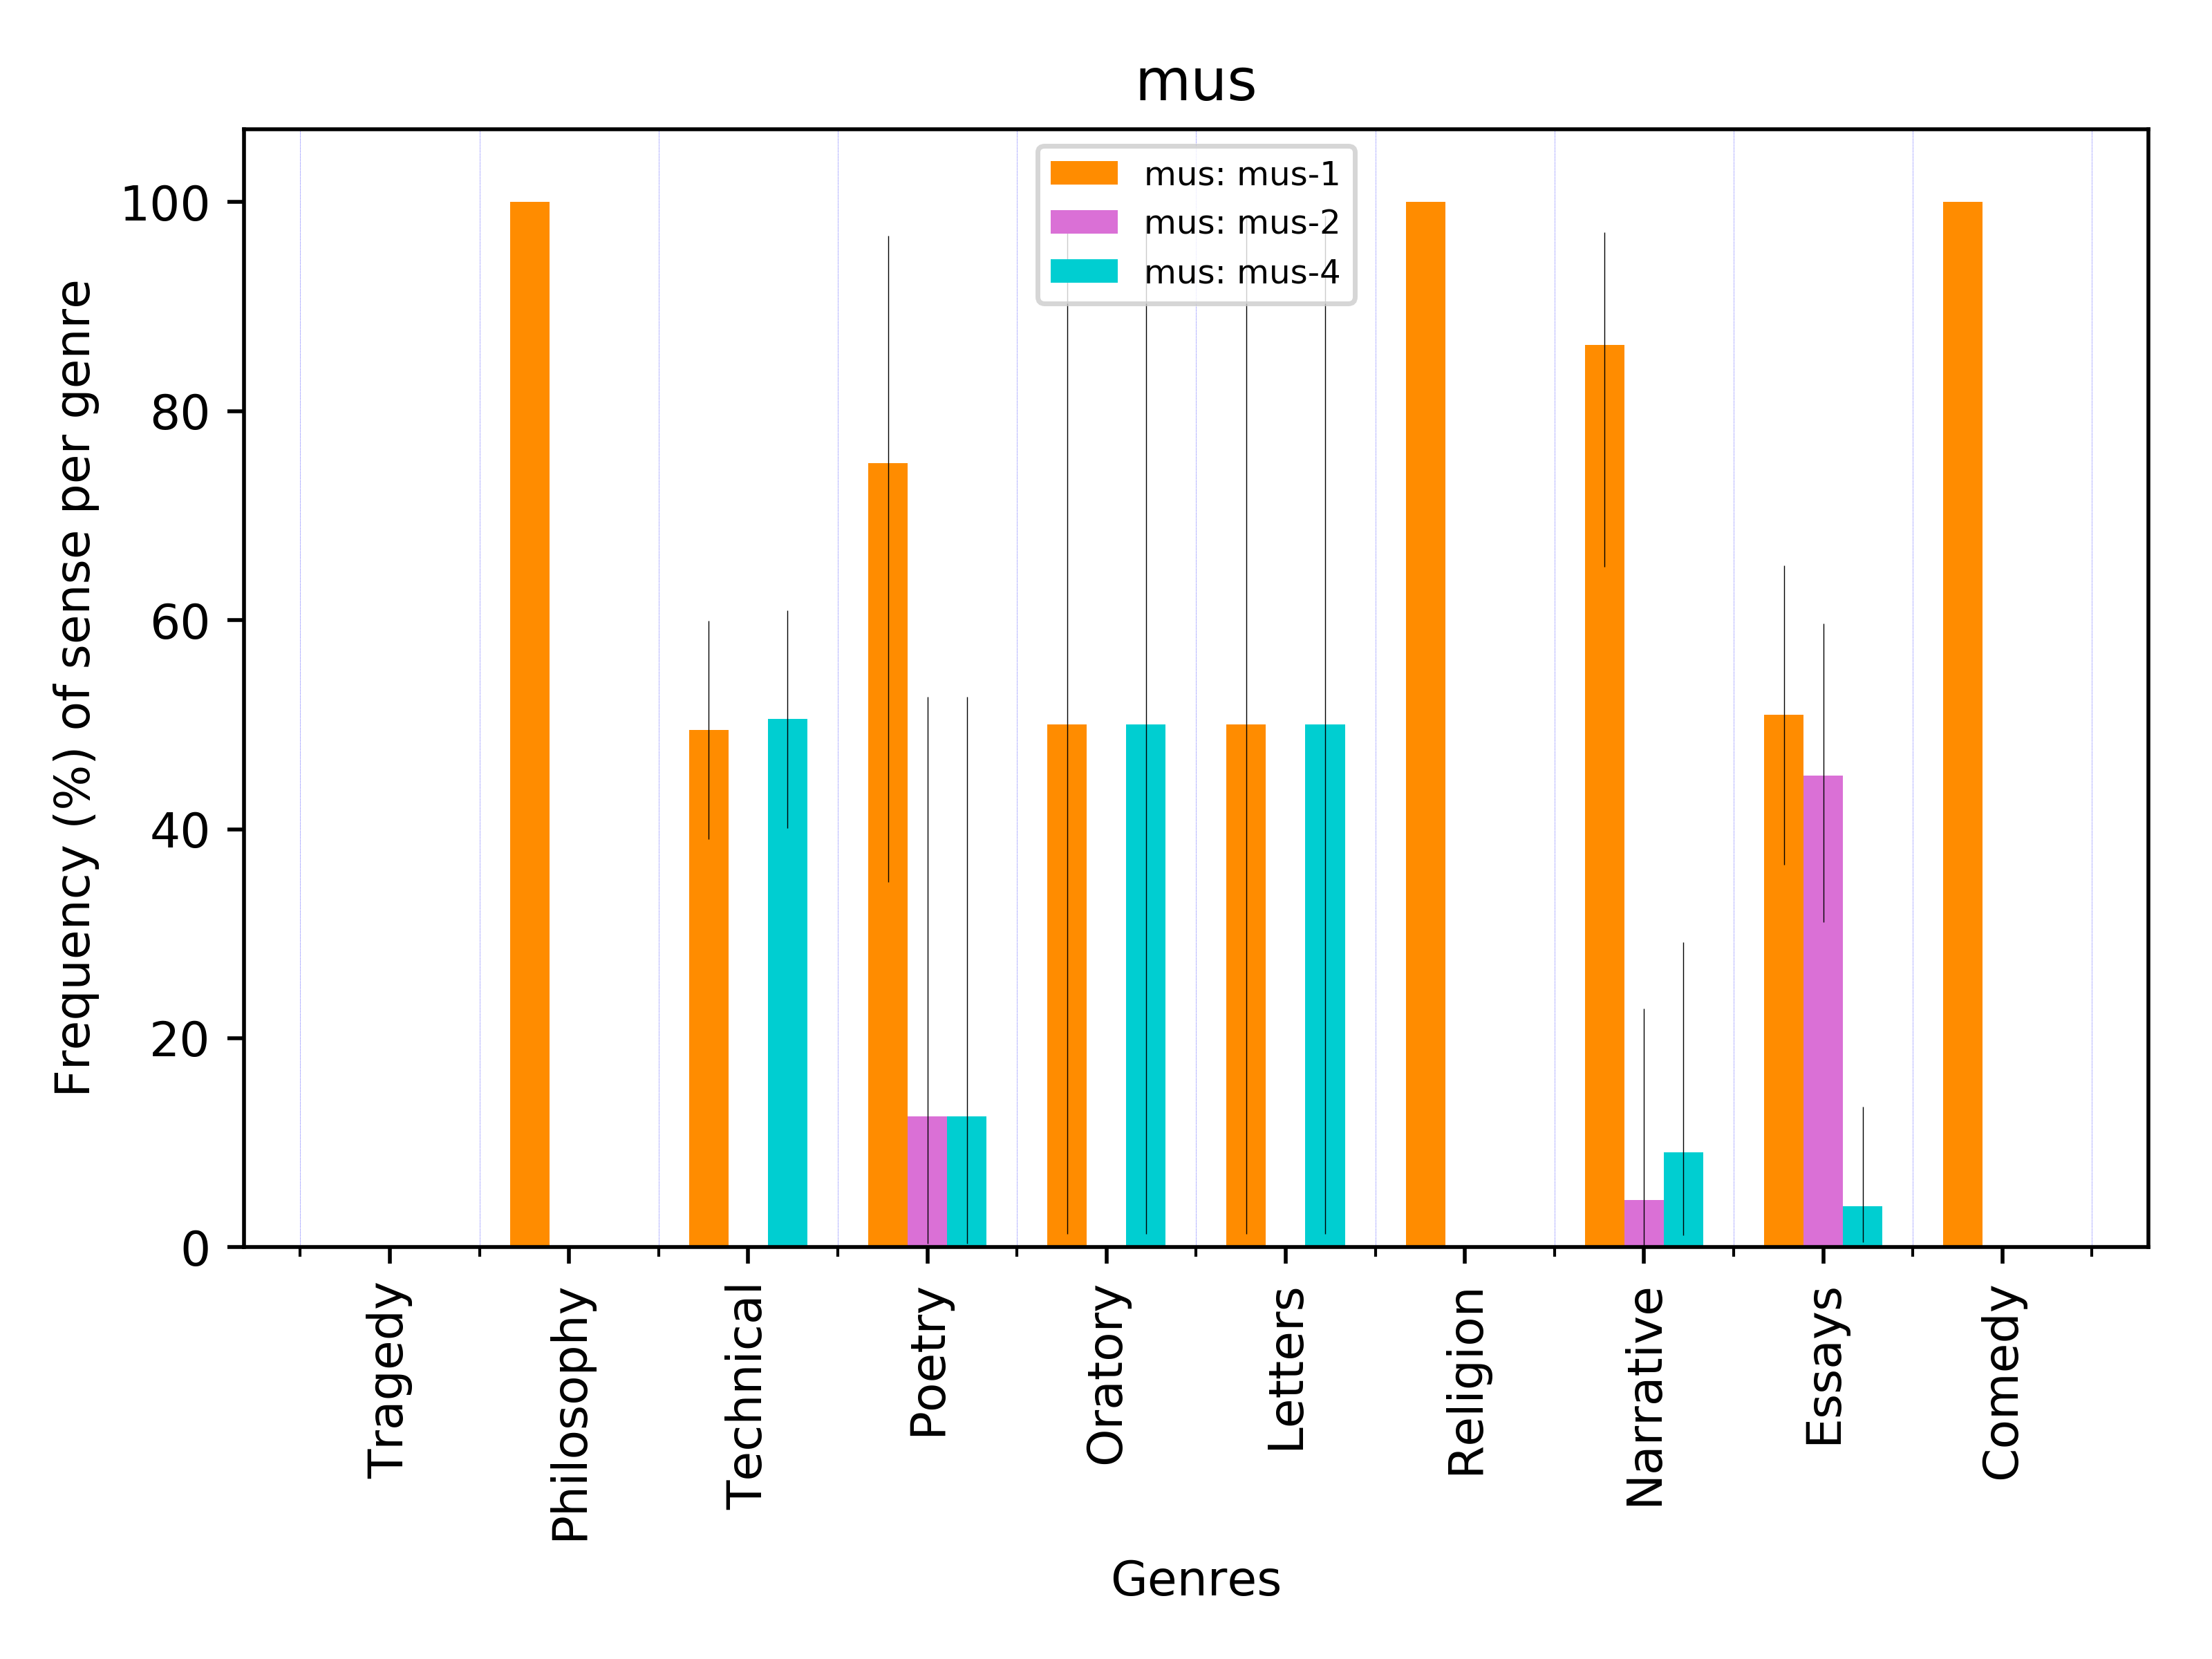 mus
mus: mus-1
mus: mus-2
mus: mus-4
Frequency (%) of sense per genre
100
80
60
40
20
0
Tragedy
Philosophy
Technical
Poetry
Oratory
Letters
Religion
Narrative
Essays
Comedy
Genres